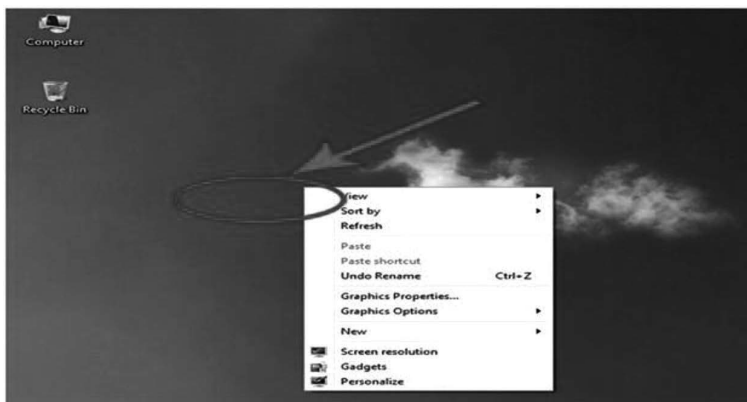 Computer
Recycle Bin
View
Sort by
Refresh
Paste
Paste shortcut
Undo Rename Ctrl+Z
Graphics Properties...
Graphics Options
New
Screen resolution
Gadgets
Personalize